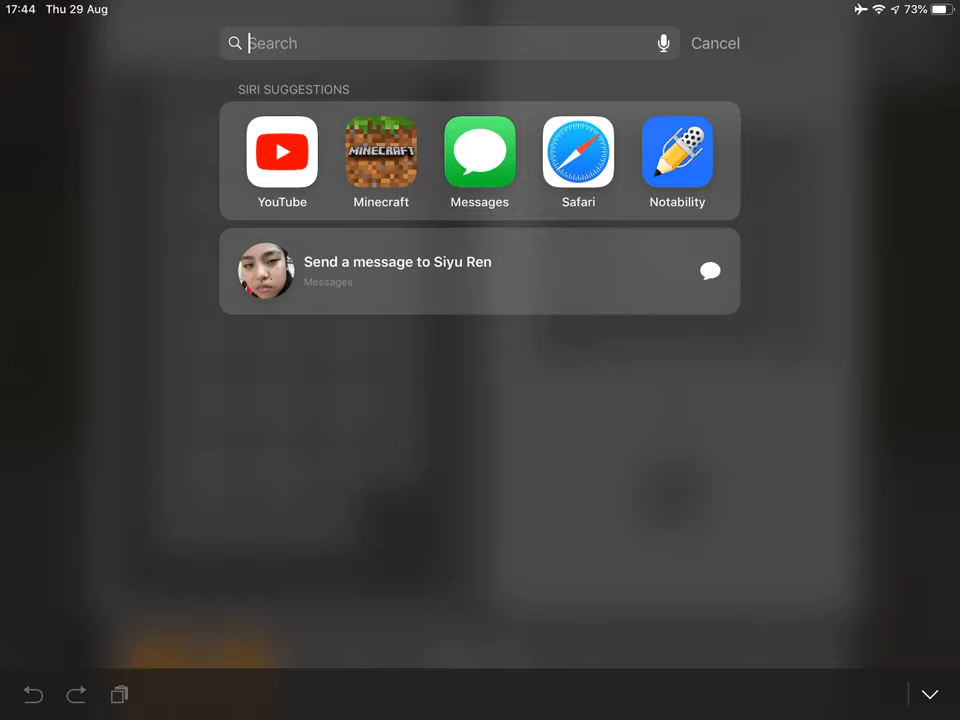 17:44 Thu 29 Aug 73%
Search Cancel
SIRI SUGGESTIONS
MINECRAFT
YouTube Minecraft Messages Safari Notability
Send a message to Siyu Ren
Messages